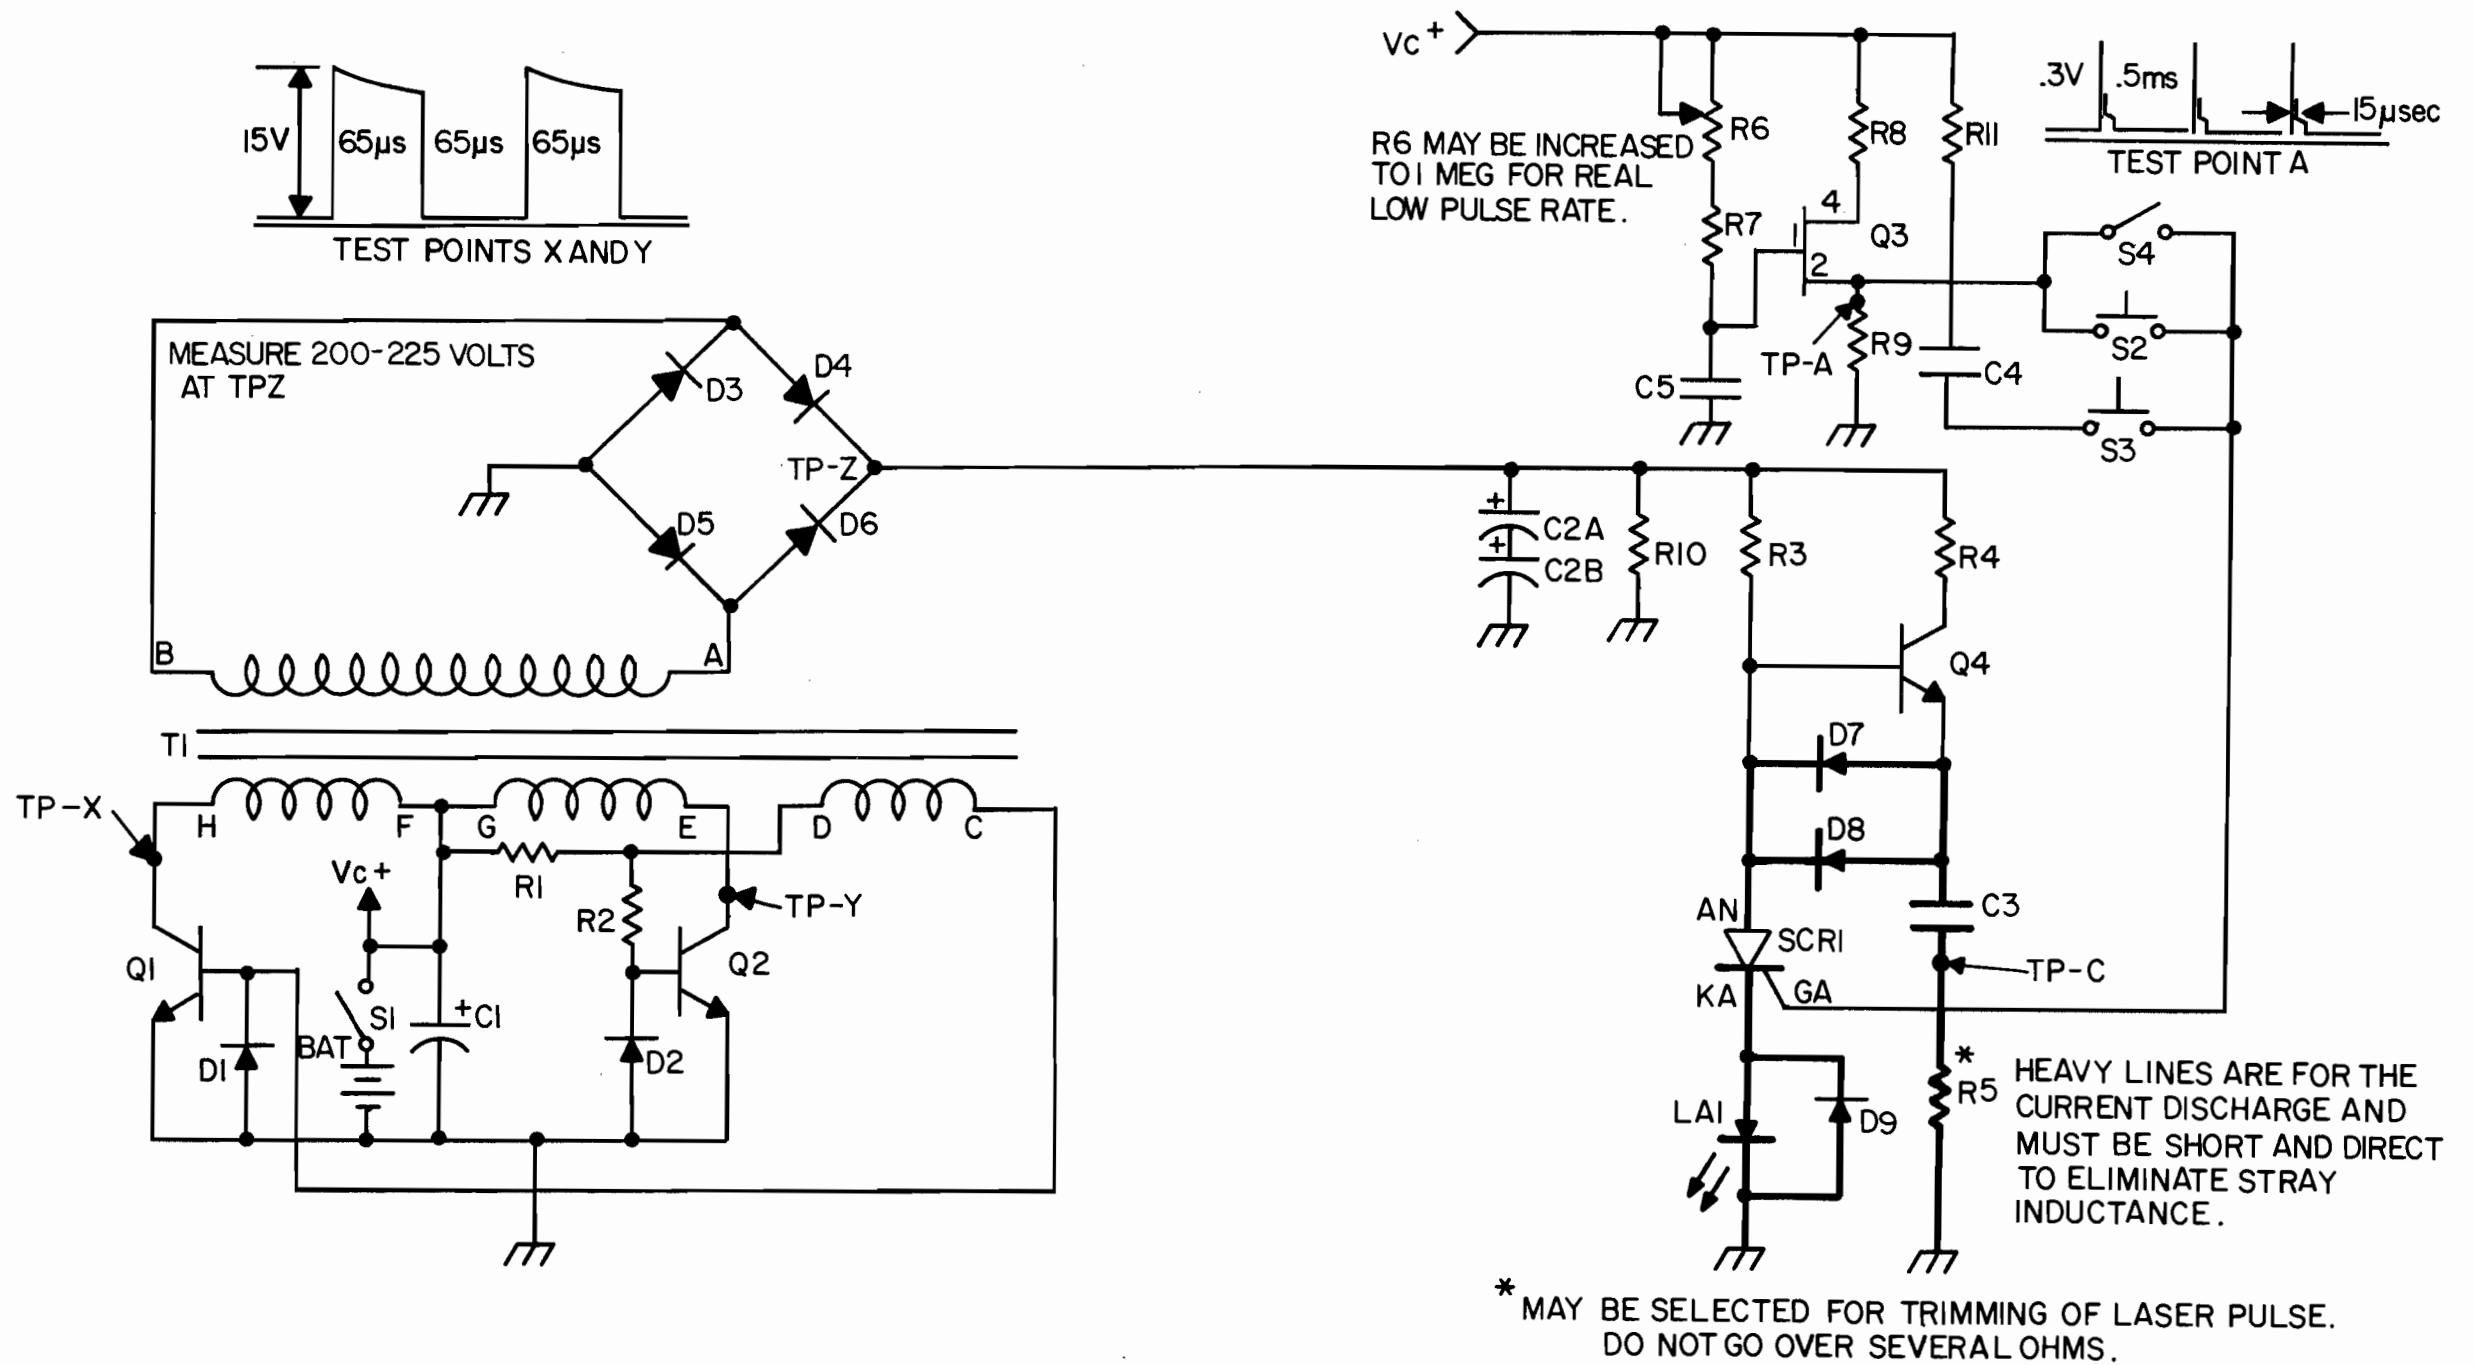 15V
65µs
65µs
65µs
TEST POINTS X AND Y
MEASURE 200-225 VOLTS
AT TPZ
D3
D4
TP-Z
D5
D6
B
A
T1
TP-X
H
F
G
E
D
C
Vc+
R1
R2
TP-Y
Q1
Q2
S1
+C1
BAT
D1
D2
Vc+
R6 MAY BE INCREASED
TO 1 MEG FOR REAL
LOW PULSE RATE.
R6
R8
R11
R7
4
1
2
Q3
.3V
.5ms
15µsec
TEST POINT A
S4
S2
S3
TP-A
R9
C4
C5
+
C2A
+
C2B
R10
R3
R4
Q4
D7
D8
C3
AN
SCR1
KA
GA
TP-C
LA1
D9
*
R5
HEAVY LINES ARE FOR THE
CURRENT DISCHARGE AND
MUST BE SHORT AND DIRECT
TO ELIMINATE STRAY
INDUCTANCE.
*MAY BE SELECTED FOR TRIMMING OF LASER PULSE.
DO NOT GO OVER SEVERAL OHMS.